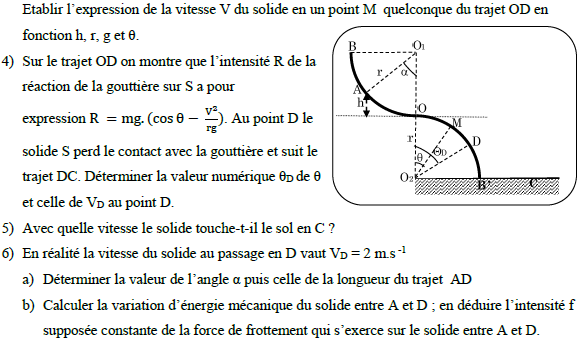 Etablir l'expression de la vitesse V du solide en un point M quelconque du trajet OD en
fonction h, r, g et θ.
4) Sur le trajet OD on montre que l'intensité R de la
réaction de la gouttière sur S a pour
expression R = mg. (cos θ − V²/rg). Au point D le
solide S perd le contact avec la gouttière et suit le
trajet DC. Déterminer la valeur numérique θD de θ
et celle de VD au point D.
5) Avec quelle vitesse le solide touche-t-il le sol en C ?
6) En réalité la vitesse du solide au passage en D vaut VD = 2 m.s⁻¹
a) Déterminer la valeur de l'angle α puis celle de la longueur du trajet AD
b) Calculer la variation d'énergie mécanique du solide entre A et D ; en déduire l'intensité f
supposée constante de la force de frottement qui s'exerce sur le solide entre A et D.
B
O1
r
α
A
h
O
M
r
D
θ
θD
O2
B'
C